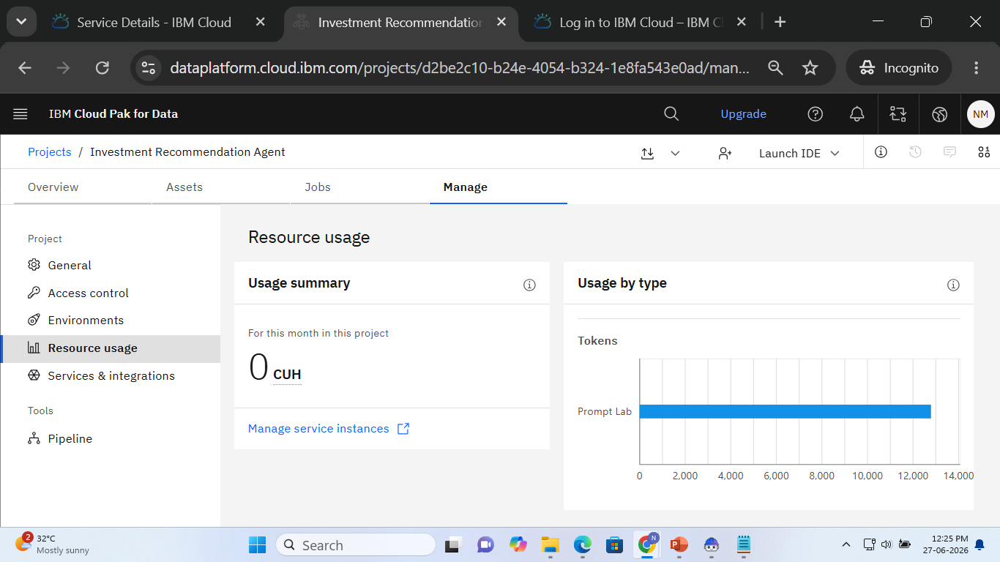 Service Details - IBM Cloud
Investment Recommendation
Log in to IBM Cloud – IBM C
dataplatform.cloud.ibm.com/projects/d2be2c10-b24e-4054-b324-1e8fa543e0ad/man...
Incognito
IBM Cloud Pak for Data
Upgrade
NM
Projects / Investment Recommendation Agent
Launch IDE
Overview
Assets
Jobs
Manage
Project
General
Access control
Environments
Resource usage
Services & integrations
Tools
Pipeline
Resource usage
Usage summary
For this month in this project
0 CUH
Manage service instances
Usage by type
Tokens
Prompt Lab
0 2,000 4,000 6,000 8,000 10,000 12,000 14,000
2
32°C
Mostly sunny
Search
N
12:25 PM
27-06-2026